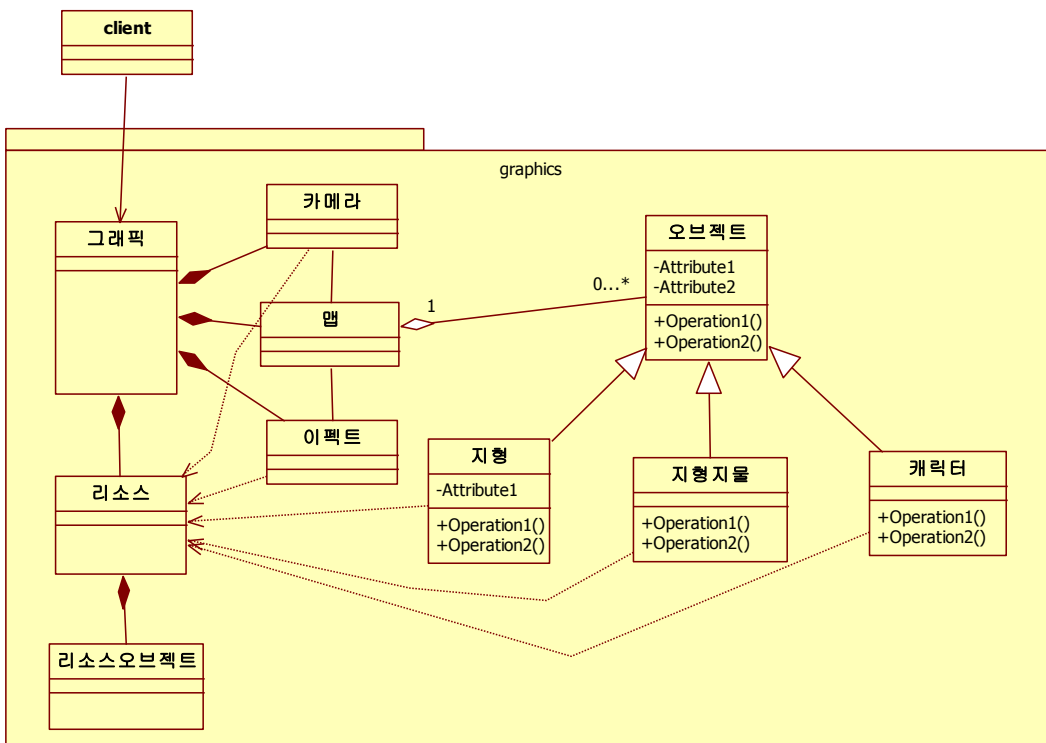 client
graphics
카메라
그래픽
오브젝트
-Attribute1
-Attribute2
+Operation1()
+Operation2()
1
0...*
맵
이펙트
지형
-Attribute1
+Operation1()
+Operation2()
지형지물
+Operation1()
+Operation2()
캐릭터
+Operation1()
+Operation2()
리소스
리소스오브젝트